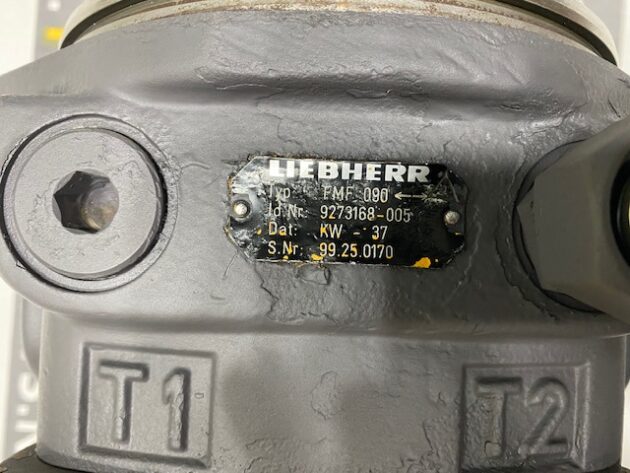 LIEBHERR
Typ: FMF 090 ←→
Id.Nr. 9273168-005
Dat: KW - 37
S.Nr. 99.25.0170
T1 T2